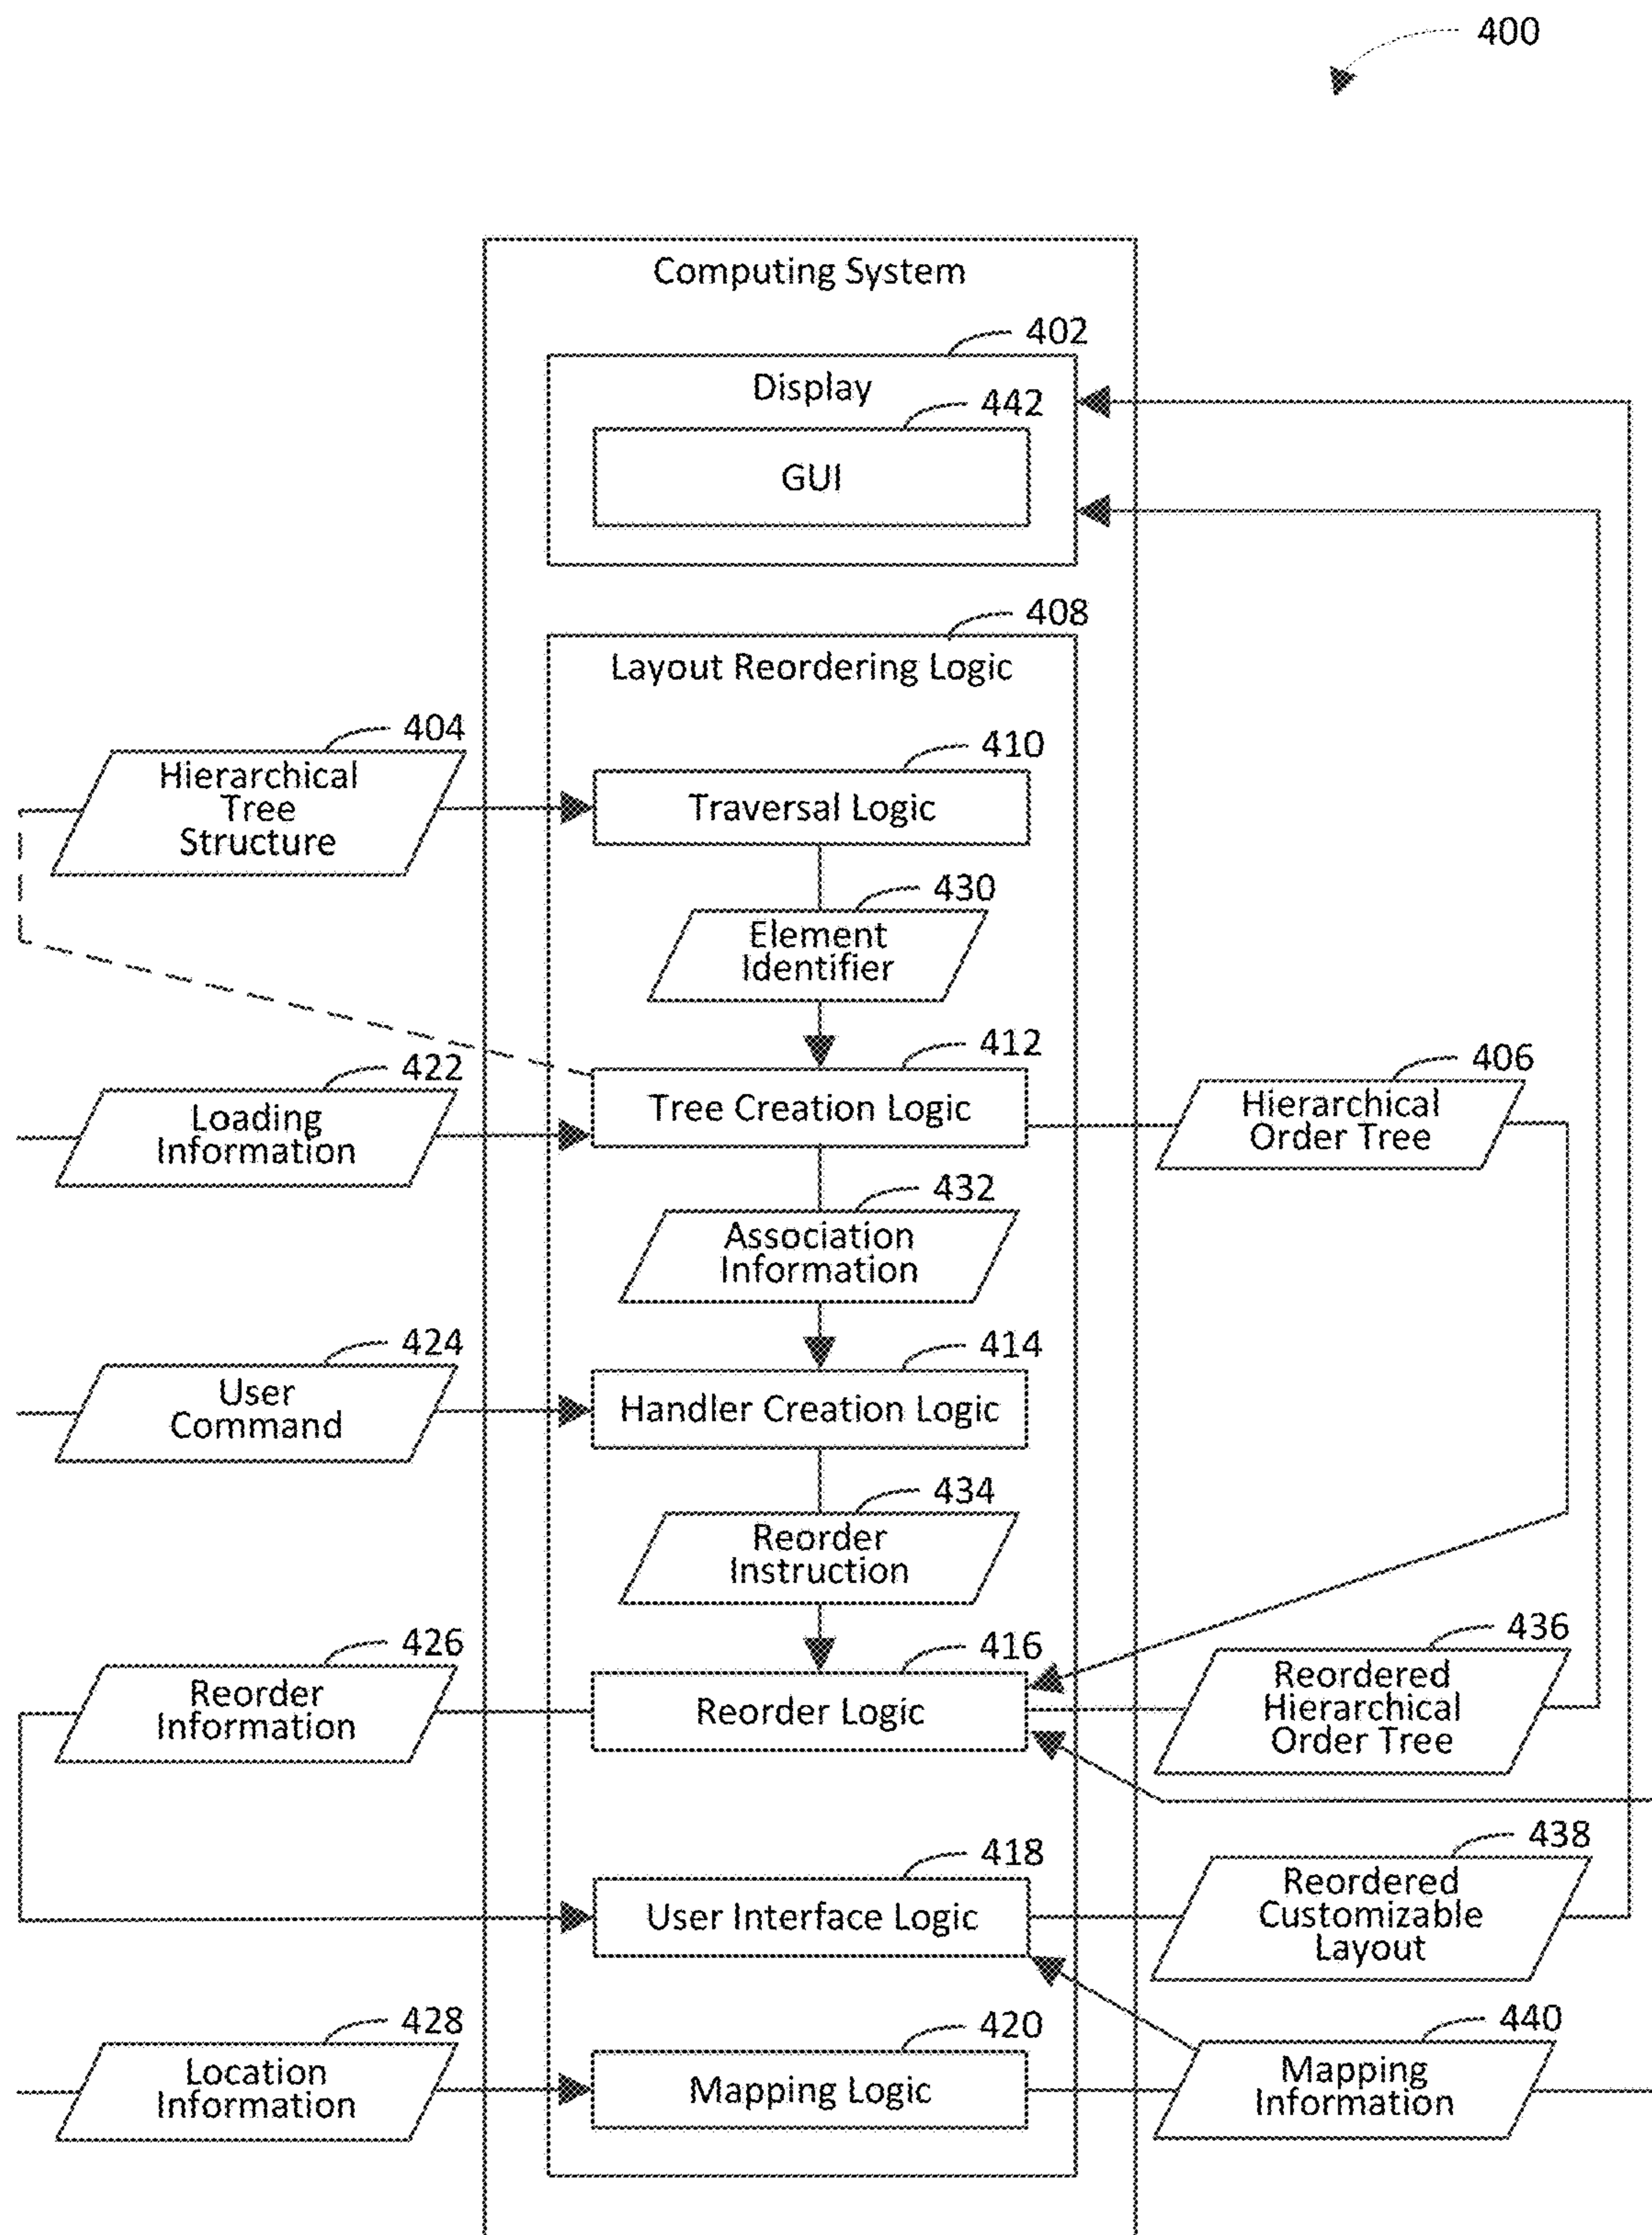 400
Computing System
402
Display
442
GUI
408
Layout Reordering Logic
404
Hierarchical
Tree
Structure
410
Traversal Logic
430
Element
Identifier
412
Tree Creation Logic
422
Loading
Information
406
Hierarchical
Order Tree
432
Association
Information
424
User
Command
414
Handler Creation Logic
434
Reorder
Instruction
426
Reorder
Information
416
Reorder Logic
436
Reordered
Hierarchical
Order Tree
418
User Interface Logic
438
Reordered
Customizable
Layout
428
Location
Information
420
Mapping Logic
440
Mapping
Information